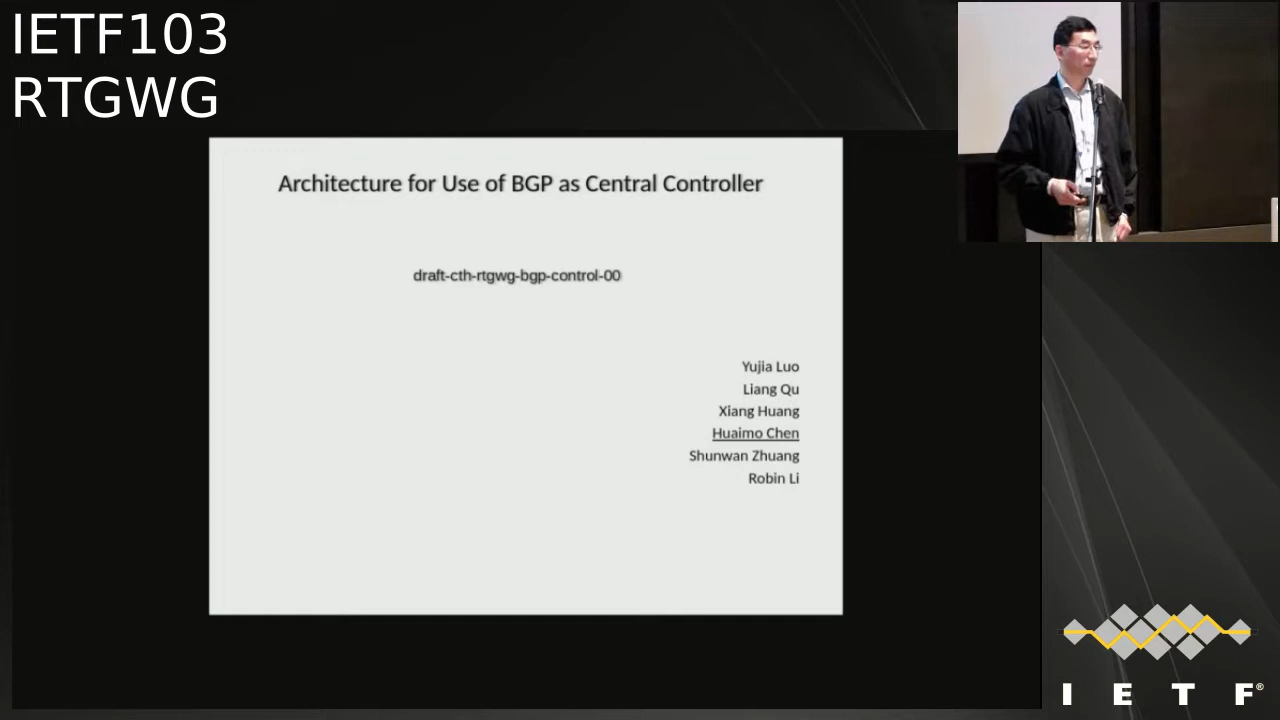 IETF103
RTGWG
Architecture for Use of BGP as Central Controller
draft-cth-rtgwg-bgp-control-00
Yujia Luo
Liang Qu
Xiang Huang
Huaimo Chen
Shunwan Zhuang
Robin Li
I E T F®